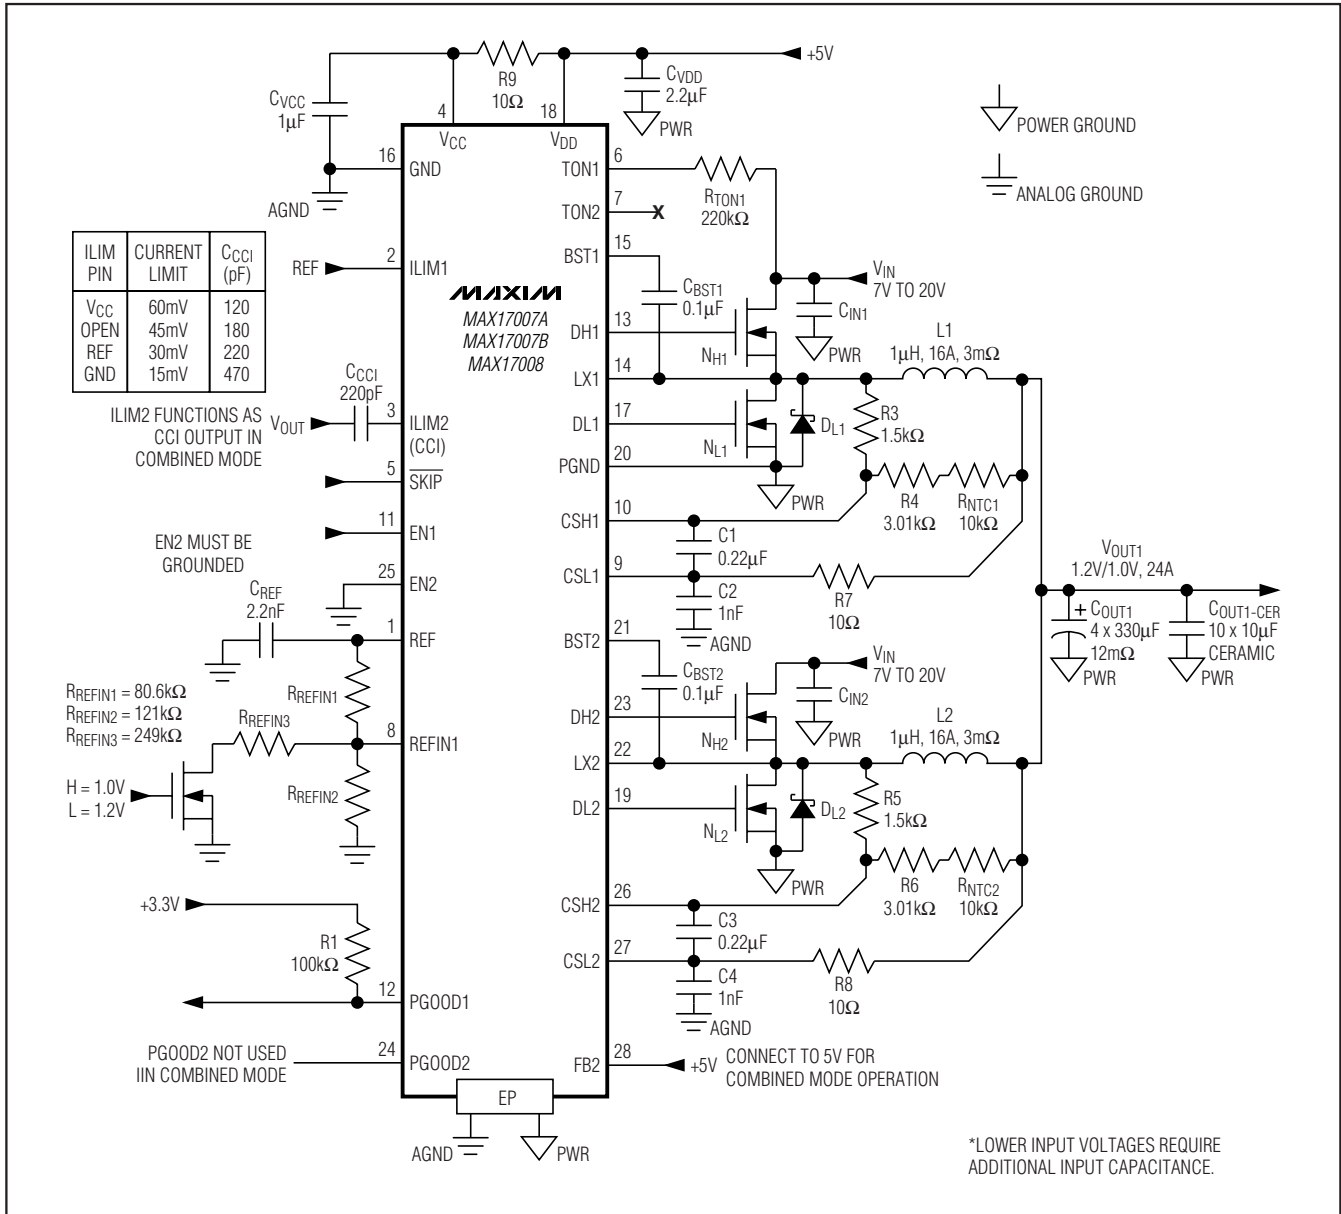 +5V
R9
10Ω
CVDD
2.2µF
PWR
CVCC
1µF
4
VCC
18
VDD
16
GND
AGND
POWER GROUND
ANALOG GROUND
6
TON1
RTON1
220kΩ
7
TON2
X
15
BST1
CBST1
0.1µF
VIN
7V TO 20V
CIN1
PWR
ILIM PIN
CURRENT LIMIT
CCCI (pF)
VCC 60mV 120
OPEN 45mV 180
REF 30mV 220
GND 15mV 470
REF
2
ILIM1
MAXIM
MAX17007A
MAX17007B
MAX17008
13
DH1
NH1
L1
1µH, 16A, 3mΩ
14
LX1
CCCI
220pF
ILIM2 FUNCTIONS AS
CCI OUTPUT IN
COMBINED MODE
VOUT
3
ILIM2
(CCI)
17
DL1
NL1
DL1
R3
1.5kΩ
20
PGND
PWR
R4
3.01kΩ
RNTC1
10kΩ
5
SKIP
10
CSH1
C1
0.22µF
11
EN1
9
CSL1
R7
10Ω
C2
1nF
AGND
EN2 MUST BE
GROUNDED
25
EN2
VOUT1
1.2V/1.0V, 24A
COUT1
+
4 x 330µF
12mΩ
PWR
COUT1-CER
10 x 10µF
CERAMIC
PWR
CREF
2.2nF
1
REF
21
BST2
CBST2
0.1µF
VIN
7V TO 20V
CIN2
PWR
RREFIN1 = 80.6kΩ
RREFIN2 = 121kΩ
RREFIN3 = 249kΩ
RREFIN1
RREFIN3
8
REFIN1
RREFIN2
H = 1.0V
L = 1.2V
23
DH2
NH2
L2
1µH, 16A, 3mΩ
22
LX2
19
DL2
NL2
DL2
R5
1.5kΩ
PWR
R6
3.01kΩ
RNTC2
10kΩ
+3.3V
R1
100kΩ
26
CSH2
C3
0.22µF
27
CSL2
R8
10Ω
C4
1nF
AGND
12
PGOOD1
PGOOD2 NOT USED
IIN COMBINED MODE
24
PGOOD2
28
FB2
+5V
CONNECT TO 5V FOR
COMBINED MODE OPERATION
EP
AGND
PWR
*LOWER INPUT VOLTAGES REQUIRE
ADDITIONAL INPUT CAPACITANCE.